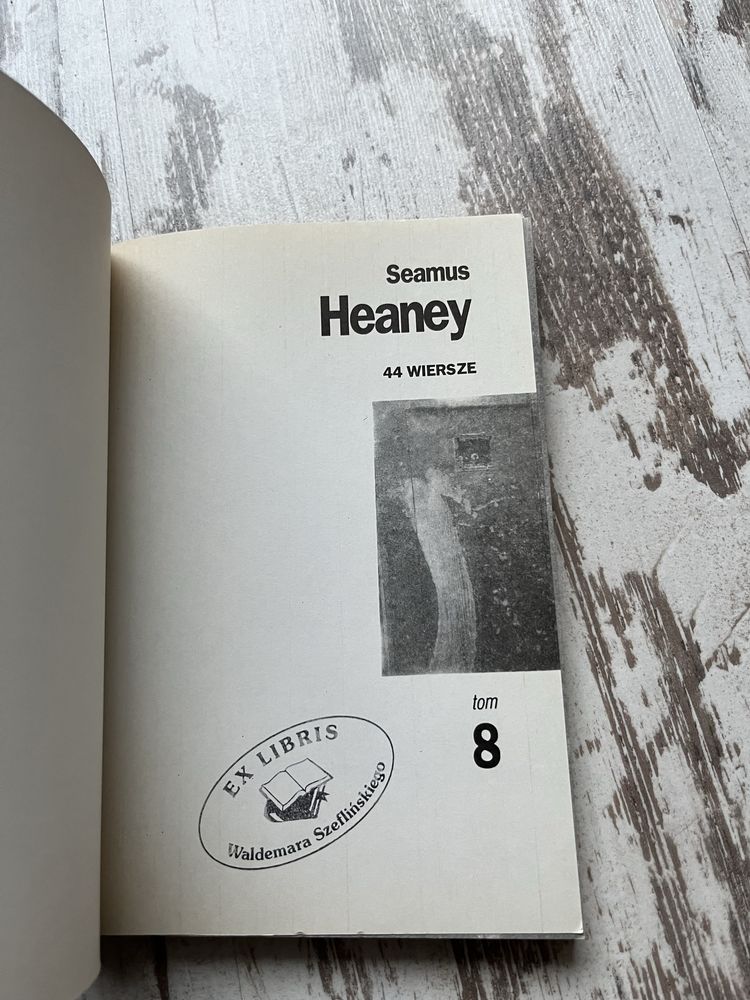 Seamus
Heaney
44 WIERSZE
tom
8
EX LIBRIS
Waldemara Szeflińskiego